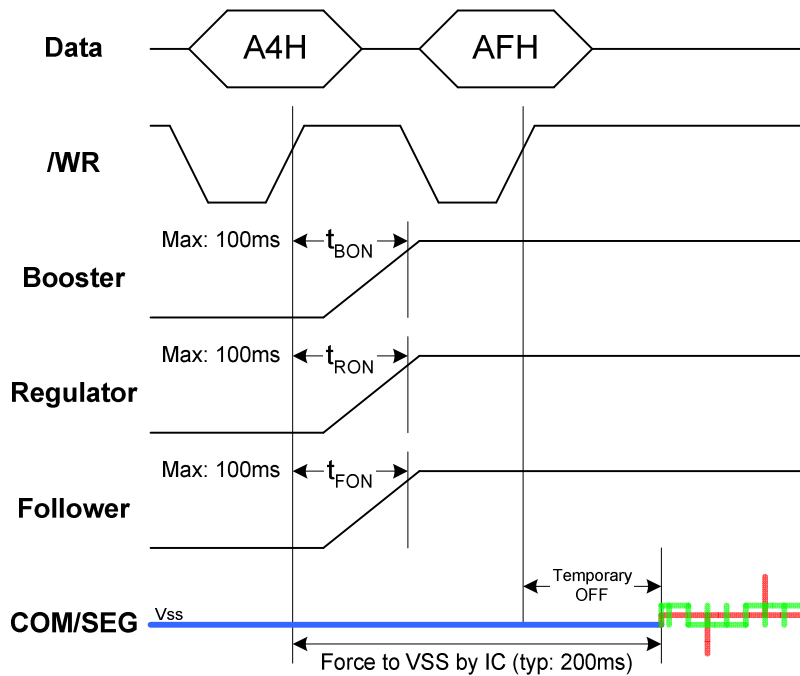 Data
A4H
AFH
/WR
Max: 100ms
tBON
Booster
Max: 100ms
tRON
Regulator
Max: 100ms
tFON
Follower
Temporary
OFF
Vss
COM/SEG
Force to VSS by IC (typ: 200ms)